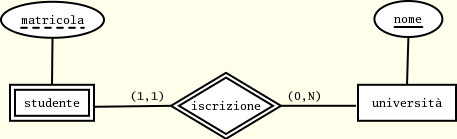 matricola
nome
(1,1)
(0,N)
studente
iscrizione
università